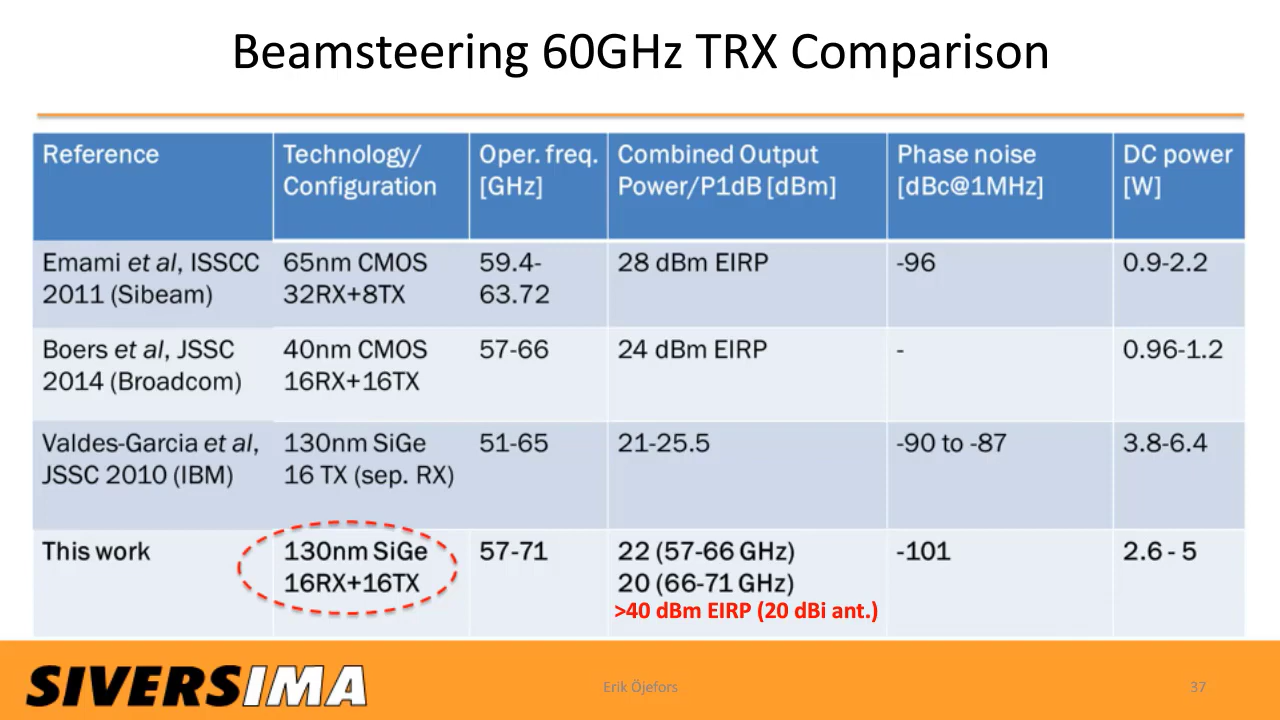 Beamsteering 60GHz TRX Comparison
Reference
Technology/
Configuration
Oper. freq.
[GHz]
Combined Output
Power/P1dB [dBm]
Phase noise
[dBc@1MHz]
DC power
[W]
Emami et al, ISSCC
2011 (Sibeam)
65nm CMOS
32RX+8TX
59.4-
63.72
28 dBm EIRP
-96
0.9-2.2
Boers et al, JSSC
2014 (Broadcom)
40nm CMOS
16RX+16TX
57-66
24 dBm EIRP
-
0.96-1.2
Valdes-Garcia et al,
JSSC 2010 (IBM)
130nm SiGe
16 TX (sep. RX)
51-65
21-25.5
-90 to -87
3.8-6.4
This work
130nm SiGe
16RX+16TX
57-71
22 (57-66 GHz)
20 (66-71 GHz)
>40 dBm EIRP (20 dBi ant.)
-101
2.6 - 5
SIVERSIMA
Erik Öjefors
37